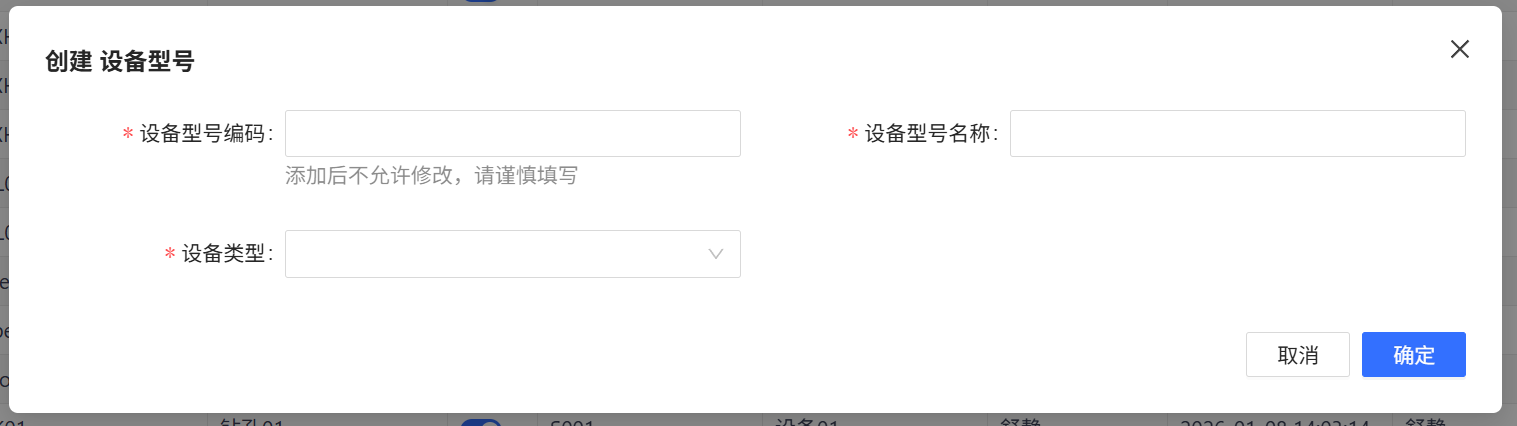 创建 设备型号
* 设备型号编码:
添加后不允许修改，请谨慎填写
* 设备型号名称:
* 设备类型:
取消
确定